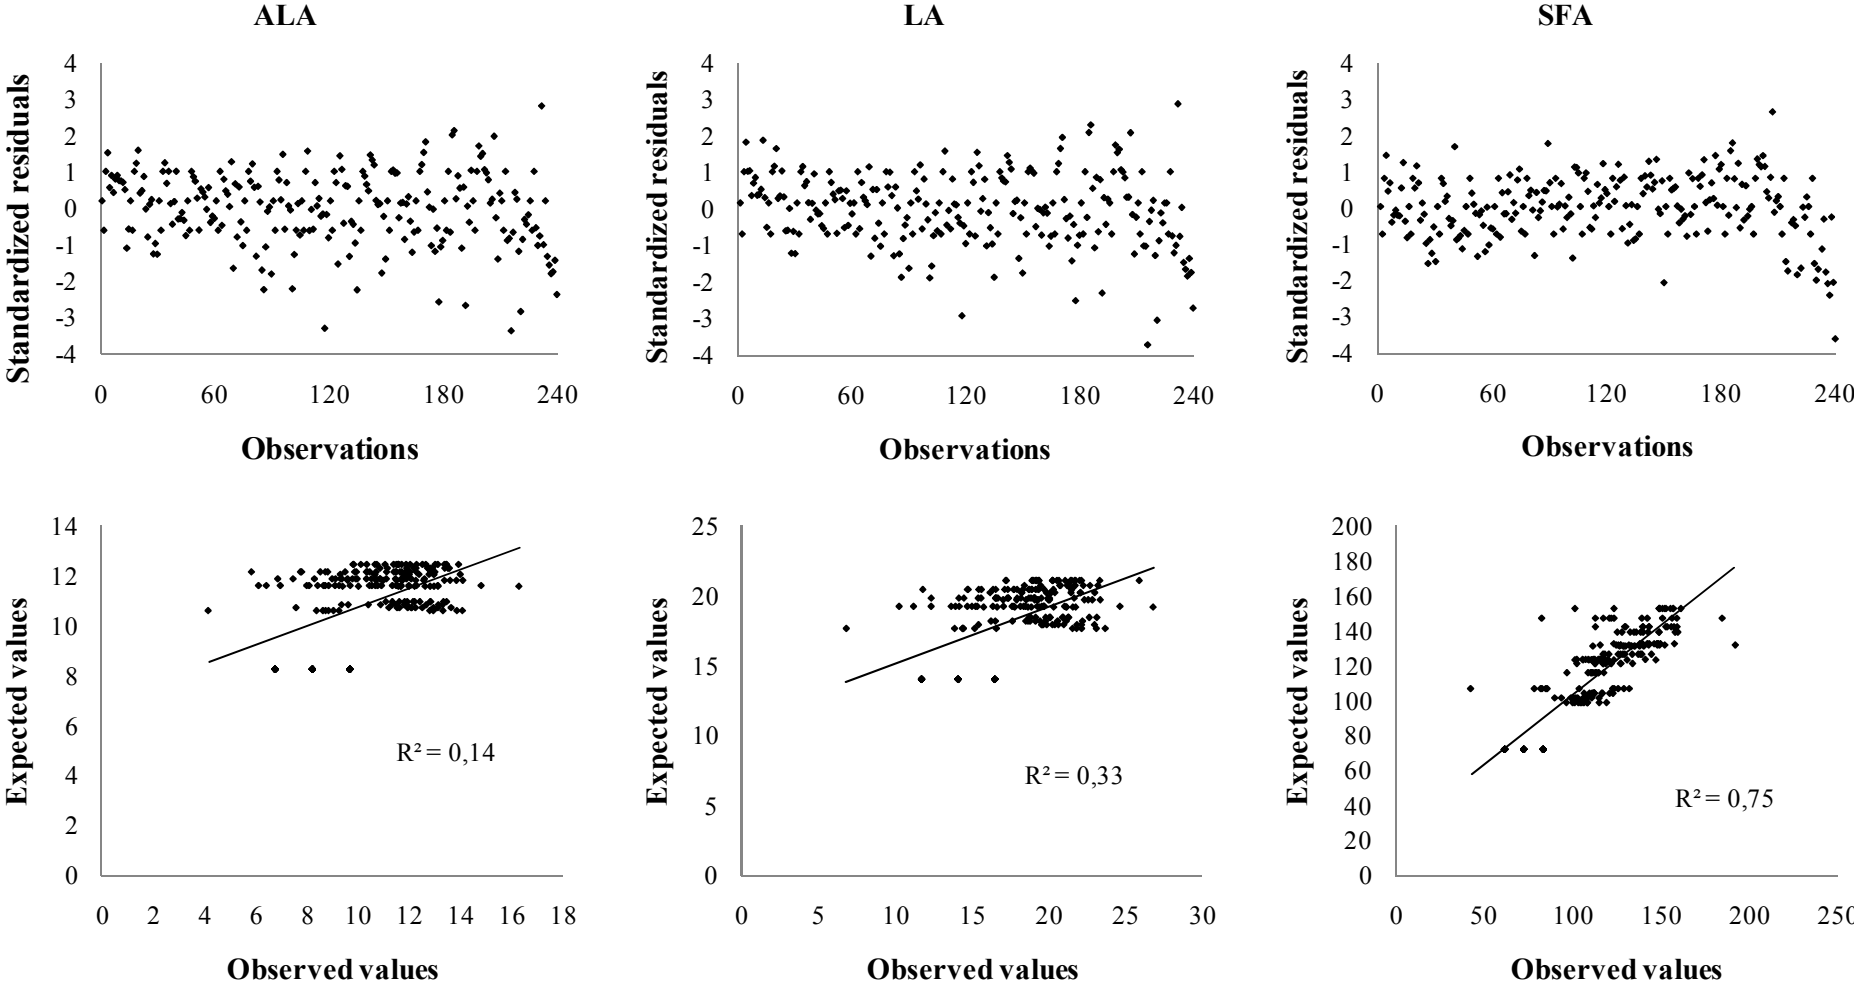 ALA
LA
SFA
Standardized residuals
4
3
2
1
0
-1
-2
-3
-4
0 60 120 180 240
Observations
Standardized residuals
4
3
2
1
0
-1
-2
-3
-4
0 60 120 180 240
Observations
Standardized residuals
4
3
2
1
0
-1
-2
-3
-4
0 60 120 180 240
Observations
Expected values
14
12
10
8
6
4
2
0
R² = 0,14
0 2 4 6 8 10 12 14 16 18
Observed values
Expected values
25
20
15
10
5
0
R² = 0,33
0 5 10 15 20 25 30
Observed values
Expected values
200
180
160
140
120
100
80
60
40
20
0
R² = 0,75
0 50 100 150 200 250
Observed values